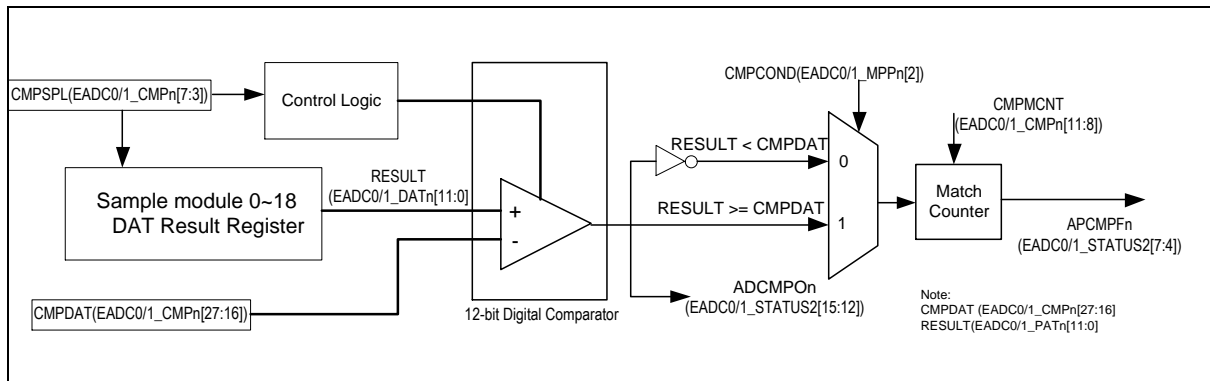 CMPSPL(EADC0/1_CMPn[7:3])
Control Logic
Sample module 0~18
DAT Result Register
CMPDAT(EADC0/1_CMPn[27:16])
RESULT
(EADC0/1_DATn[11:0]
+
-
12-bit Digital Comparator
CMPCOND(EADC0/1_MPPn[2])
RESULT < CMPDAT
0
RESULT >= CMPDAT
1
ADCMPOn
(EADC0/1_STATUS2[15:12])
CMPMCNT
(EADC0/1_CMPn[11:8])
Match
Counter
APCMPFn
(EADC0/1_STATUS2[7:4])
Note:
CMPDAT (EADC0/1_CMPn[27:16]
RESULT(EADC0/1_PATn[11:0]